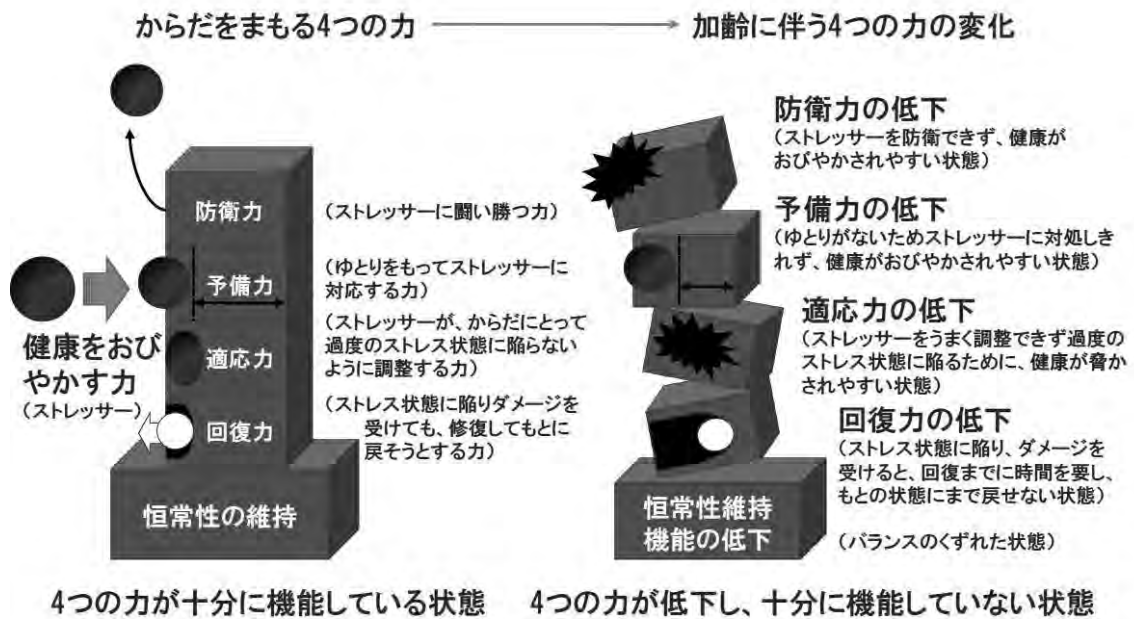 からだをまもる4つの力
加齢に伴う4つの力の変化
防衛力
(ストレッサーに闘い勝つ力)
予備力
(ゆとりをもってストレッサーに
対応する力)
適応力
(ストレッサーが、からだにとって
過度のストレス状態に陥らない
ように調整する力)
回復力
(ストレス状態に陥りダメージを
受けても、修復してもとに
戻そうとする力)
健康をおび
やかす力
(ストレッサー)
恒常性の維持
4つの力が十分に機能している状態
防衛力の低下
(ストレッサーを防衛できず、健康が
おびやかされやすい状態)
予備力の低下
(ゆとりがないためストレッサーに対処しき
れず、健康がおびやかされやすい状態)
適応力の低下
(ストレッサーをうまく調整できず過度の
ストレス状態に陥るために、健康が脅か
されやすい状態)
回復力の低下
(ストレス状態に陥り、ダメージを
受けると、回復までに時間を要し、
もとの状態にまで戻せない状態)
恒常性維持
機能の低下
(バランスのくずれた状態)
4つの力が低下し、十分に機能していない状態